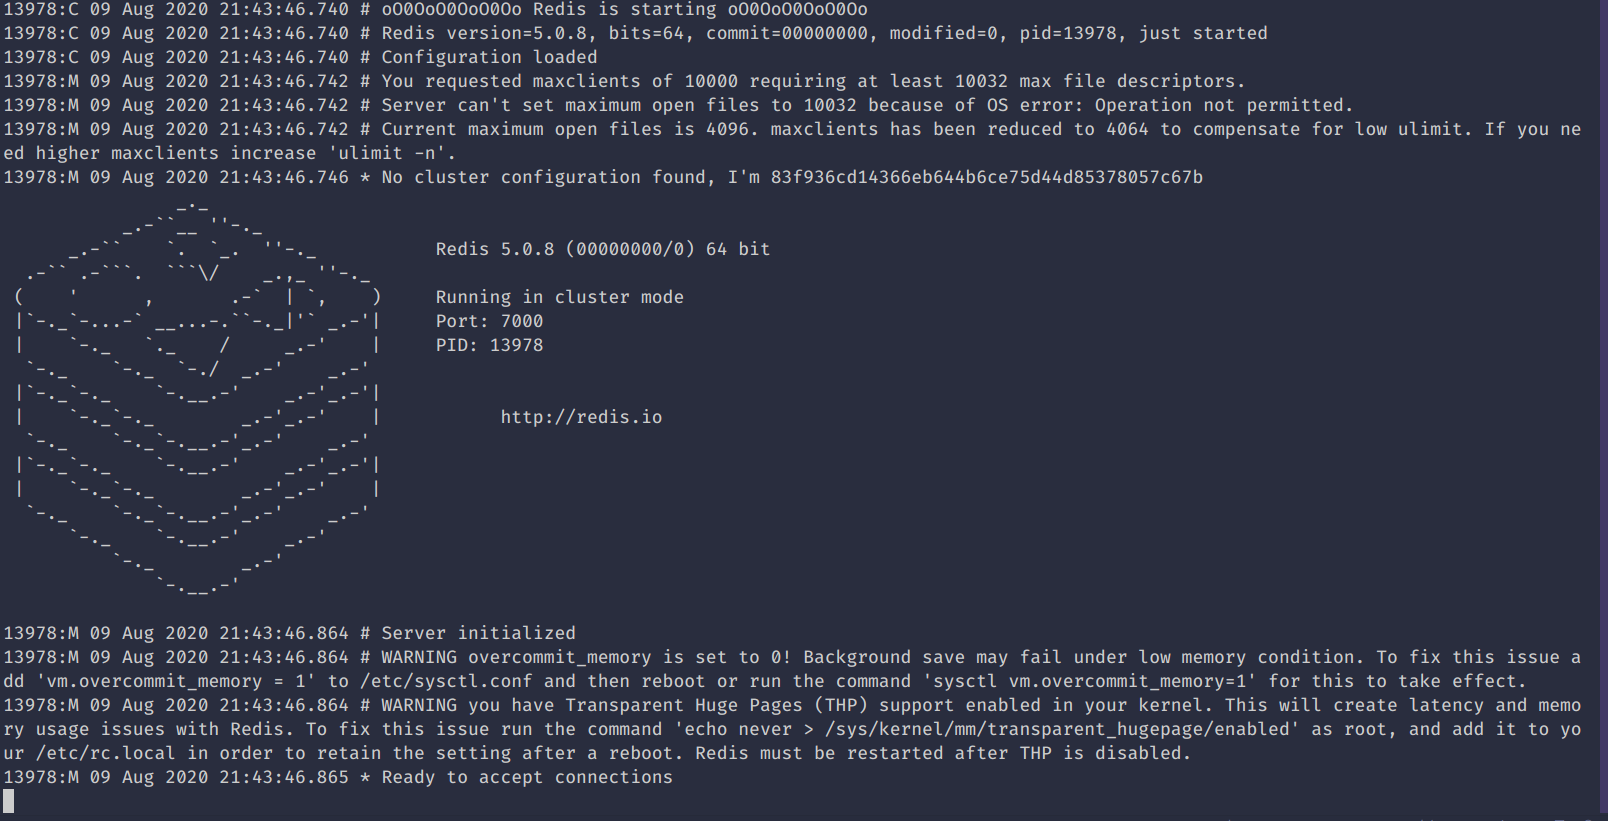 13978:C 09 Aug 2020 21:43:46.740 # oO0OoO0OoO0Oo Redis is starting oO0OoO0OoO0Oo
13978:C 09 Aug 2020 21:43:46.740 # Redis version=5.0.8, bits=64, commit=00000000, modified=0, pid=13978, just started
13978:C 09 Aug 2020 21:43:46.740 # Configuration loaded
13978:M 09 Aug 2020 21:43:46.742 # You requested maxclients of 10000 requiring at least 10032 max file descriptors.
13978:M 09 Aug 2020 21:43:46.742 # Server can't set maximum open files to 10032 because of OS error: Operation not permitted.
13978:M 09 Aug 2020 21:43:46.742 # Current maximum open files is 4096. maxclients has been reduced to 4064 to compensate for low ulimit. If you ne
ed higher maxclients increase 'ulimit -n'.
13978:M 09 Aug 2020 21:43:46.746 * No cluster configuration found, I'm 83f936cd14366eb644b6ce75d44d85378057c67b
Redis 5.0.8 (00000000/0) 64 bit
Running in cluster mode
Port: 7000
PID: 13978
http://redis.io
13978:M 09 Aug 2020 21:43:46.864 # Server initialized
13978:M 09 Aug 2020 21:43:46.864 # WARNING overcommit_memory is set to 0! Background save may fail under low memory condition. To fix this issue a
dd 'vm.overcommit_memory = 1' to /etc/sysctl.conf and then reboot or run the command 'sysctl vm.overcommit_memory=1' for this to take effect.
13978:M 09 Aug 2020 21:43:46.864 # WARNING you have Transparent Huge Pages (THP) support enabled in your kernel. This will create latency and memo
ry usage issues with Redis. To fix this issue run the command 'echo never > /sys/kernel/mm/transparent_hugepage/enabled' as root, and add it to yo
ur /etc/rc.local in order to retain the setting after a reboot. Redis must be restarted after THP is disabled.
13978:M 09 Aug 2020 21:43:46.865 * Ready to accept connections